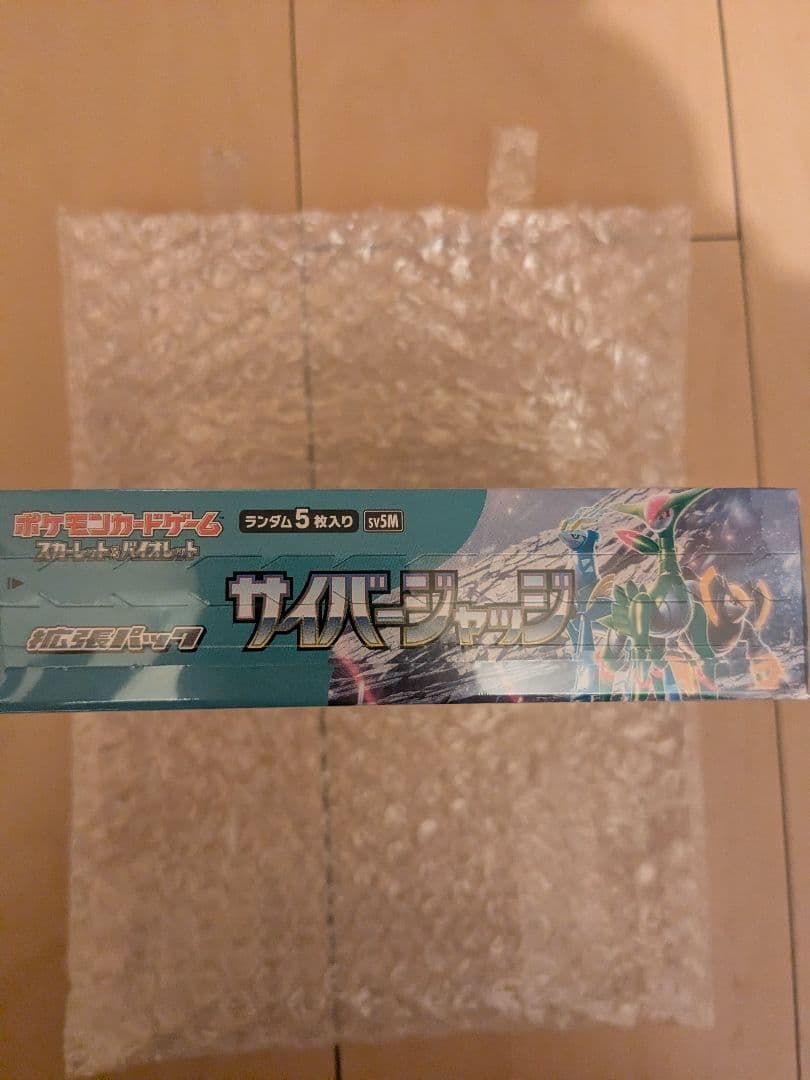 ポケモンカードゲーム
スカーレット&バイオレット
ランダム5枚入り
SV5M
拡張パック
サイバージャッジ